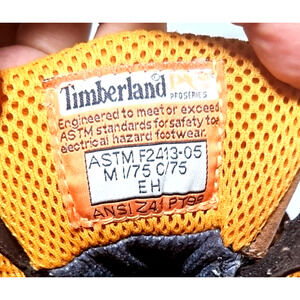 Timberland PRO
PROSERIES
Engineered to meet or exceed
ASTM standards for safety toe
electrical hazard footwear.
ASTM F2413-05
M I/75 C/75
EH
ANSI Z41 PT99